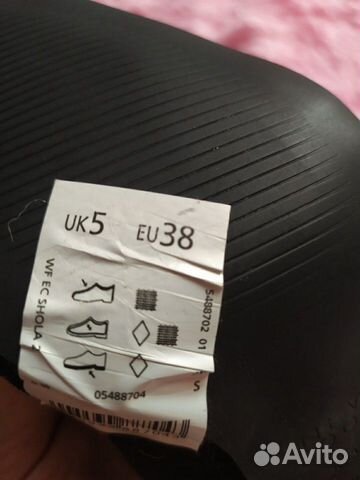 UK5 EU38
WF EC SHOLA
5488702 01
S
05488704
Avito